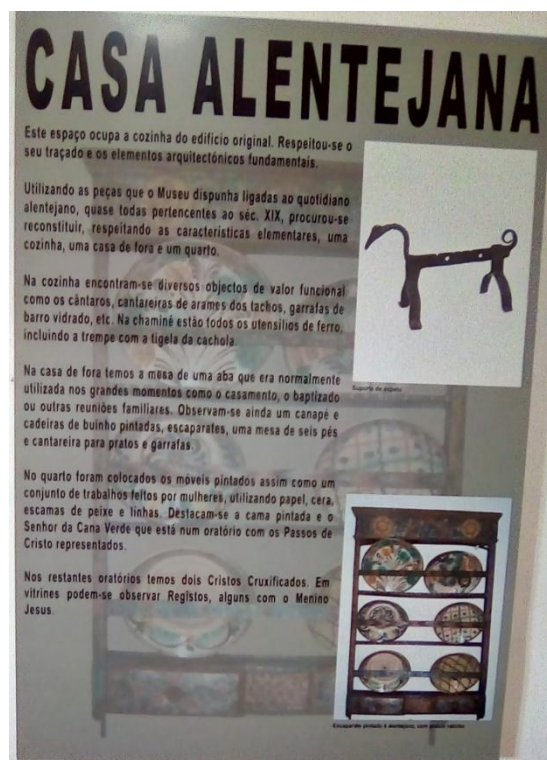 CASA ALENTEJANA
Este espaço ocupa a cozinha do edifício original. Respeitou-se o
seu traçado e os elementos arquitectónicos fundamentais.
Utilizando as peças que o Museu dispunha ligadas ao quotidiano
alentejano, quase todas pertencentes ao séc. XIX, procurou-se
reconstituir, respeitando as características elementares, uma
cozinha, uma casa de fora e um quarto.
Na cozinha encontram-se diversos objectos de valor funcional
como os cântaros, cantareiras de arames dos tachos, garrafas de
barro vidrado, etc. Na chaminé estão todos os utensílios de ferro,
incluindo a trempe com a tigela da cachola.
Na casa de fora temos a mesa de uma aba que era normalmente
utilizada nos grandes momentos como o casamento, o baptizado
ou outras reuniões familiares. Observam-se ainda um canapé e
cadeiras de buinho pintadas, escaparates, uma mesa de seis pés
e cantareira para pratos e garrafas.
No quarto foram colocados os móveis pintados assim como um
conjunto de trabalhos feitos por mulheres, utilizando papel, cera,
escamas de peixe e linhas. Destacam-se a cama pintada e o
Senhor da Cana Verde que está num oratório com os Passos de
Cristo representados.
Nos restantes oratórios temos dois Cristos Cruxificados. Em
vitrines podem-se observar Registos, alguns com o Menino
Jesus.
Suporte de espeto
Escaparate pintado à alentejana, com